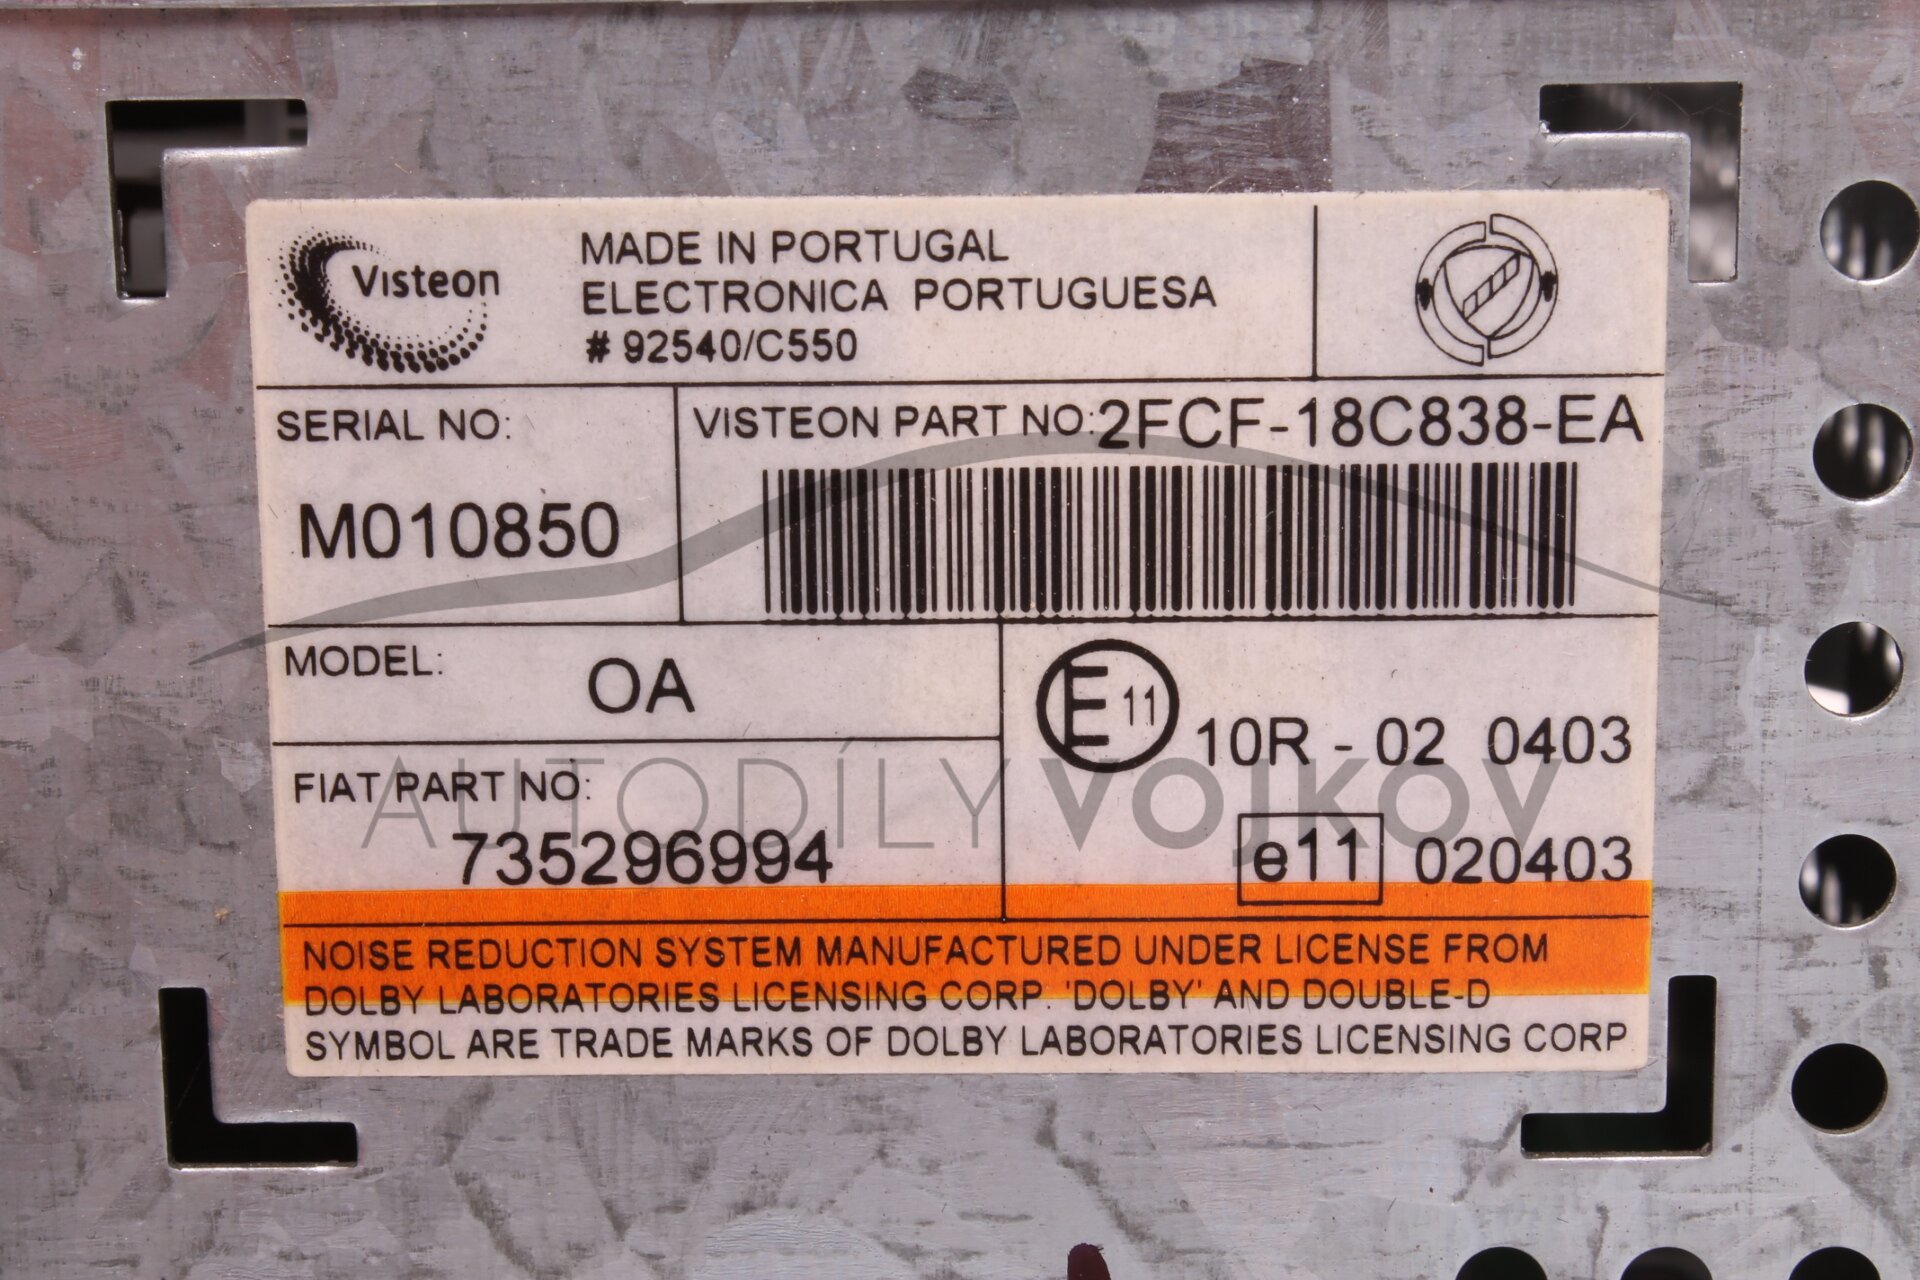 Visteon
MADE IN PORTUGAL
ELECTRONICA PORTUGUESA
# 92540/C550
SERIAL NO:
M010850
VISTEON PART NO:2FCF-18C838-EA
MODEL:
OA
E 11
10R - 02 0403
FIAT PART NO:
735296994
e11 020403
AUTODÍLY VOJKOV
NOISE REDUCTION SYSTEM MANUFACTURED UNDER LICENSE FROM
DOLBY LABORATORIES LICENSING CORP. 'DOLBY' AND DOUBLE-D
SYMBOL ARE TRADE MARKS OF DOLBY LABORATORIES LICENSING CORP